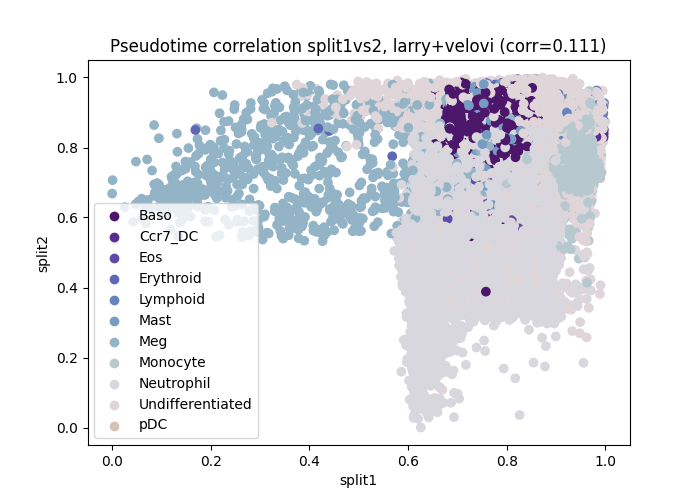 Pseudotime correlation split1vs2, larry+velovi (corr=0.111)
1.0
0.8
0.6
0.4
0.2
0.0
split2
Baso
Ccr7_DC
Eos
Erythroid
Lymphoid
Mast
Meg
Monocyte
Neutrophil
Undifferentiated
pDC
0.0 0.2 0.4 0.6 0.8 1.0
split1